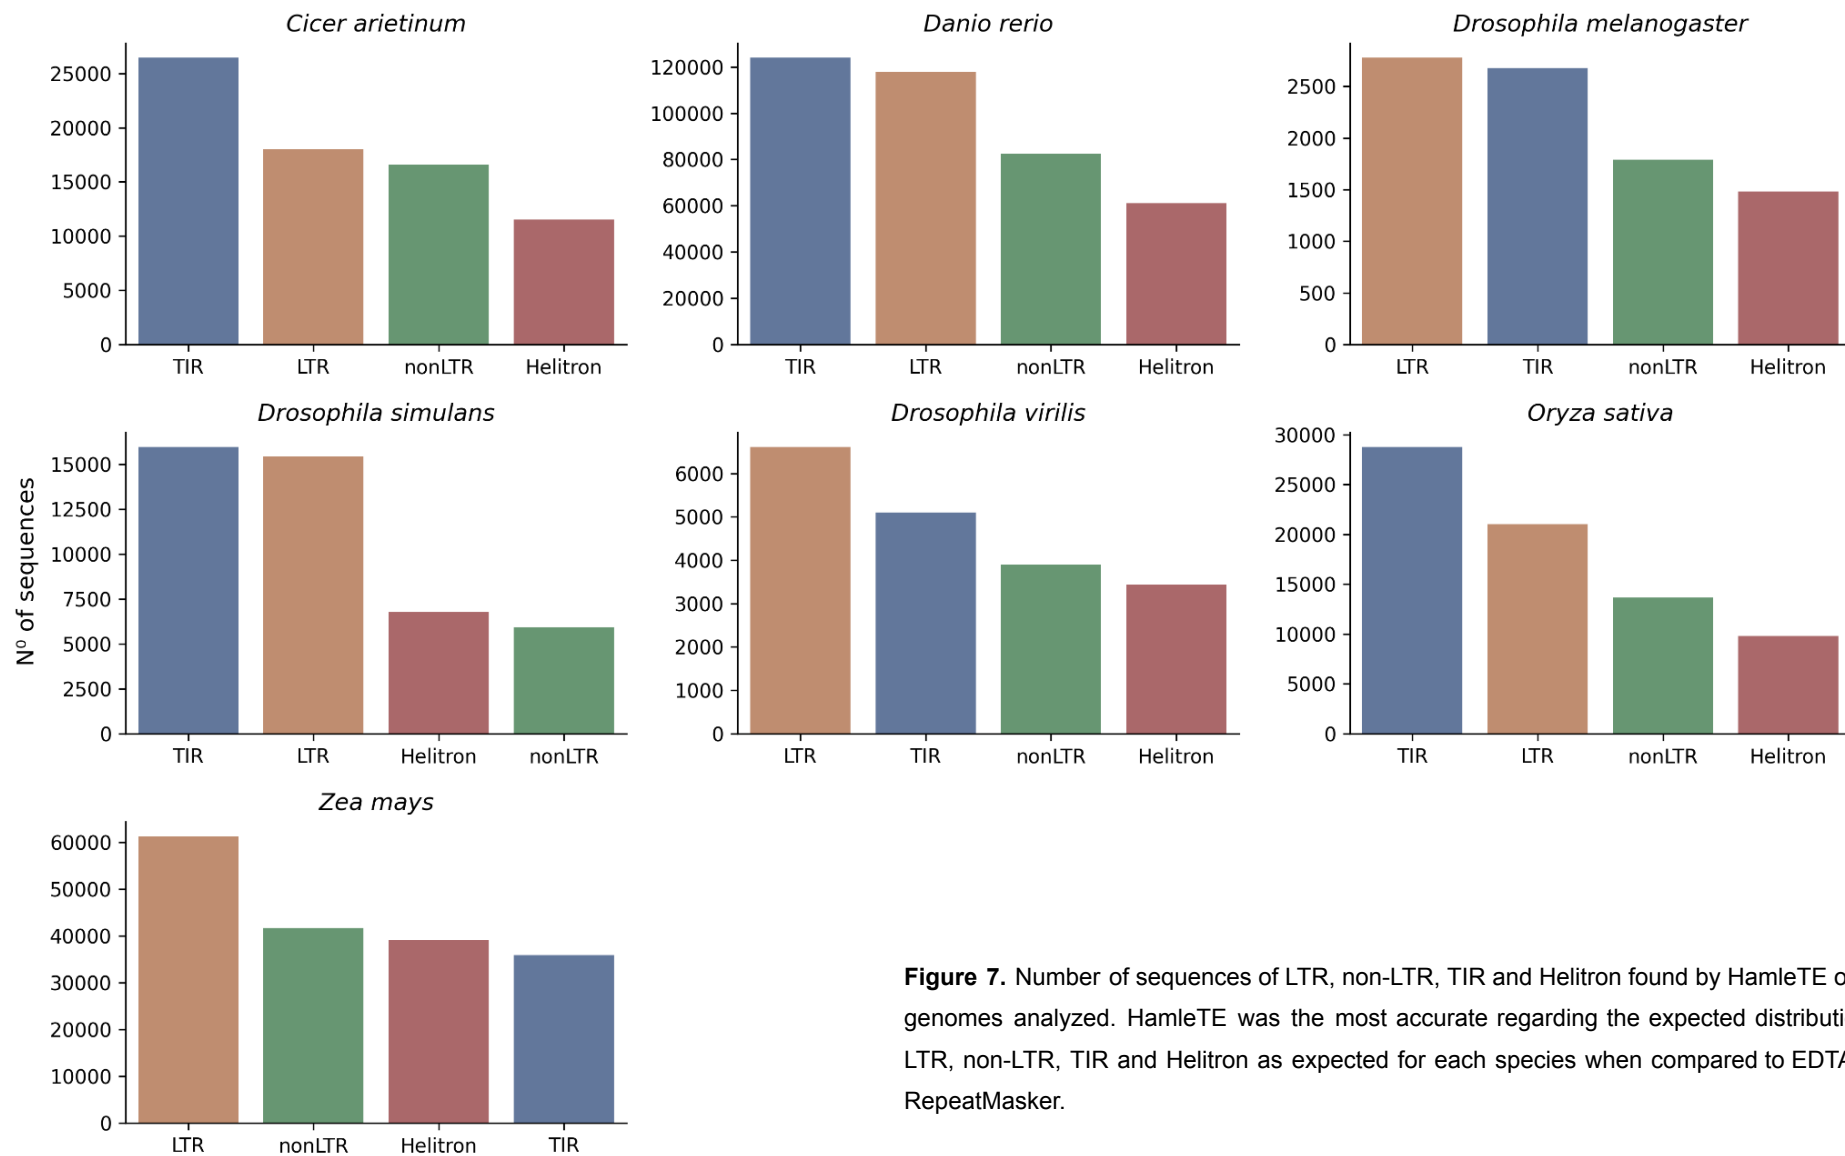 Cicer arietinum
25000
20000
15000
10000
5000
0
TIR LTR nonLTR Helitron
Danio rerio
120000
100000
80000
60000
40000
20000
0
TIR LTR nonLTR Helitron
Drosophila melanogaster
2500
2000
1500
1000
500
0
LTR TIR nonLTR Helitron
N⁰ of sequences
Drosophila simulans
15000
12500
10000
7500
5000
2500
0
TIR LTR Helitron nonLTR
Drosophila virilis
6000
5000
4000
3000
2000
1000
0
LTR TIR nonLTR Helitron
Oryza sativa
30000
25000
20000
15000
10000
5000
0
TIR LTR nonLTR Helitron
Zea mays
60000
50000
40000
30000
20000
10000
0
LTR nonLTR Helitron TIR
Figure 7. Number of sequences of LTR, non-LTR, TIR and Helitron found by HamleTE
genomes analyzed. HamleTE was the most accurate regarding the expected
LTR, non-LTR, TIR and Helitron as expected for each species when compared to
RepeatMasker.